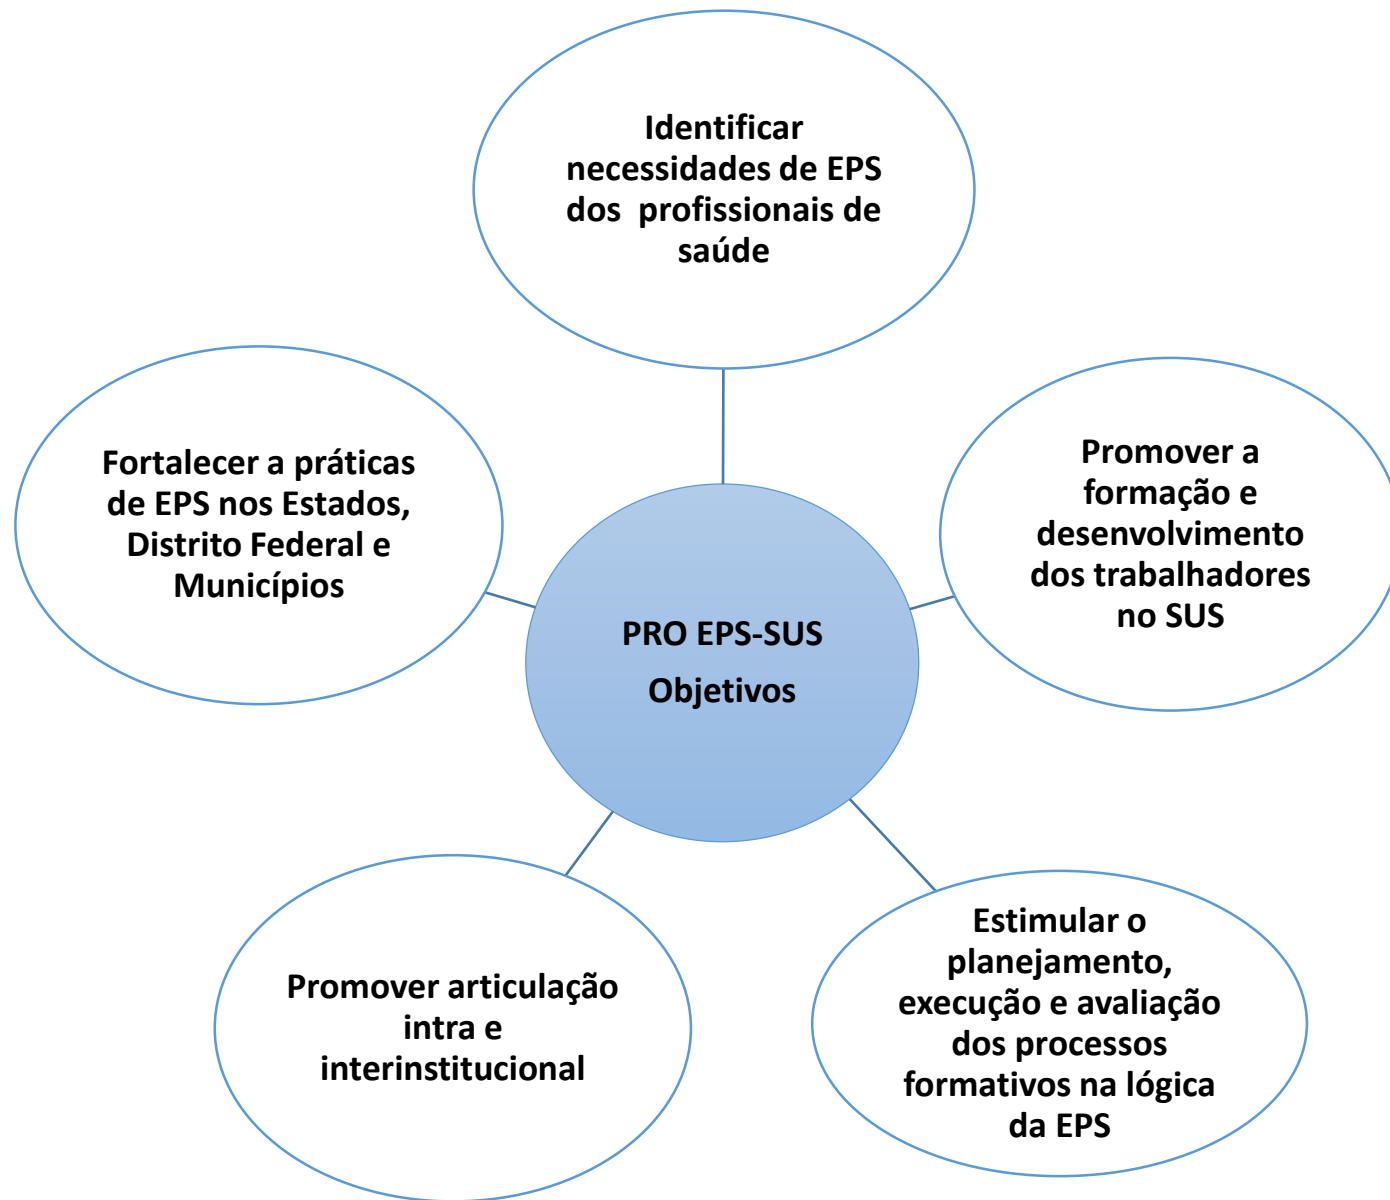 Identificar
necessidades de EPS
dos  profissionais de
saúde
Fortalecer a práticas
de EPS nos Estados,
Distrito Federal e
Municípios
Promover a
formação e
desenvolvimento
dos trabalhadores
no SUS
PRO EPS-SUS
Objetivos
Promover articulação
intra e
interinstitucional
Estimular o
planejamento,
execução e avaliação
dos processos
formativos na lógica
da EPS